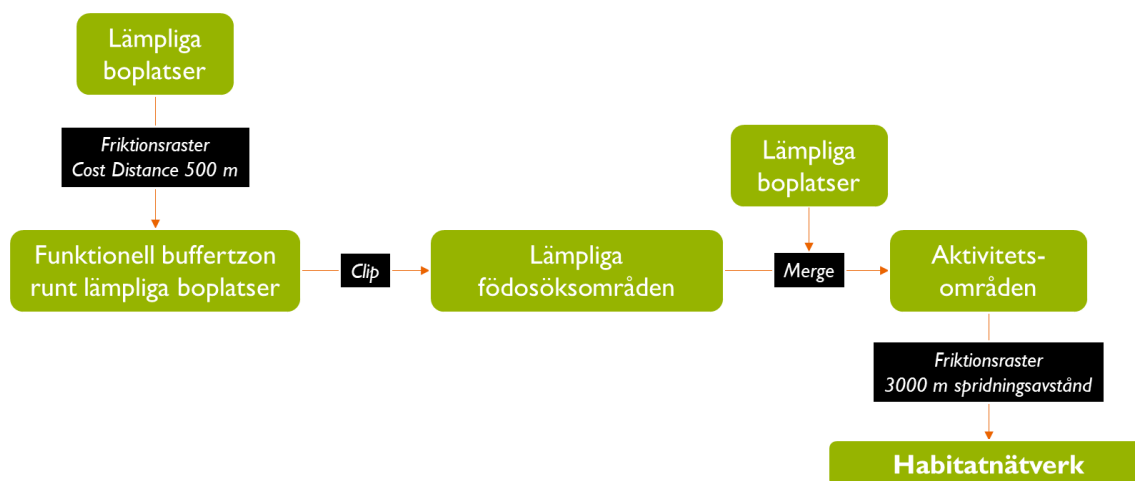 Lämpliga
boplatser
Friktionsraster
Cost Distance 500 m
Funktionell buffertzon
runt lämpliga boplatser
Clip
Lämpliga
födosöksområden
Lämpliga
boplatser
Merge
Aktivitets-
områden
Friktionsraster
3000 m spridningsavstånd
Habitatnätverk